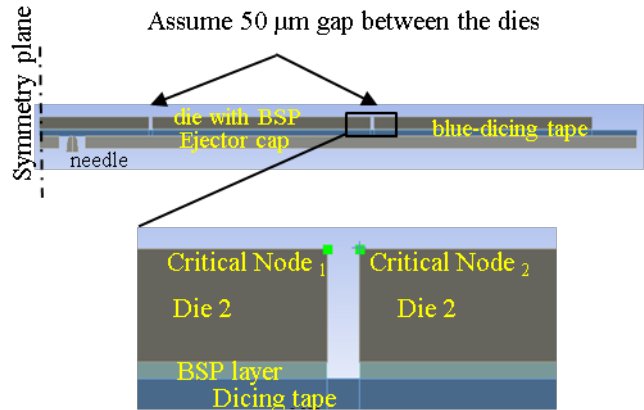 Assume 50 μm gap between the dies
Symmetry plane
die with BSP
blue-dicing tape
Ejector cap
needle
Critical Node 1
Critical Node 2
Die 2
Die 2
BSP layer
Dicing tape